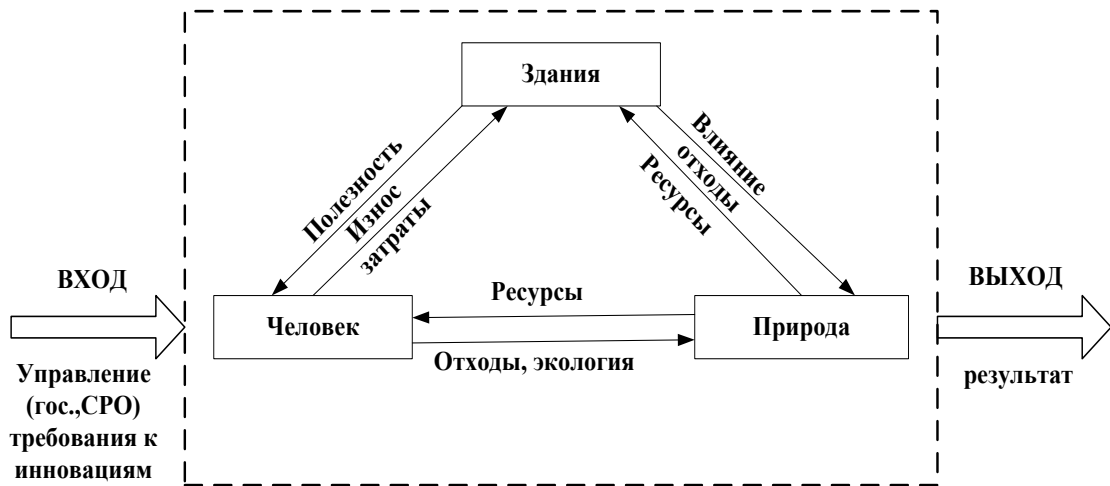 Здания
Полезность
Износ
затраты
Влияние
отходы
Ресурсы
ВХОД
Управление
(гос.,СРО)
требования к
инновациям
Человек
Ресурсы
Отходы, экология
Природа
ВЫХОД
результат